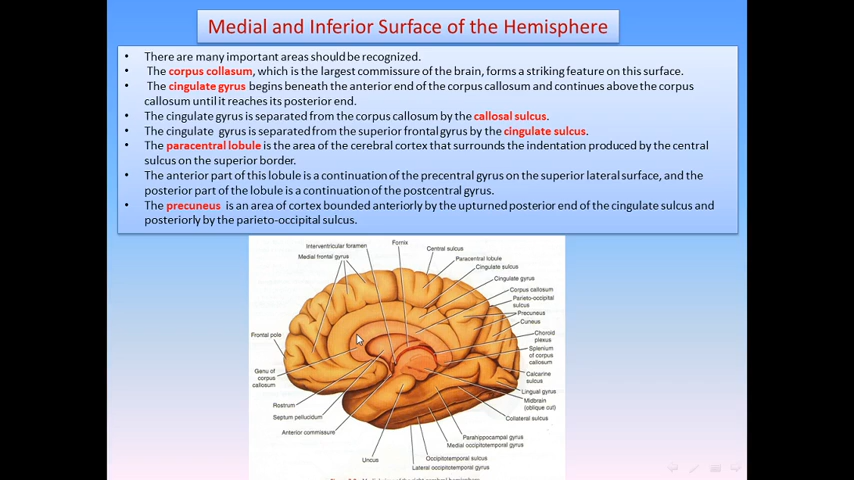 Medial and Inferior Surface of the Hemisphere
• There are many important areas should be recognized.
• The corpus collasum, which is the largest commissure of the brain, forms a striking feature on this surface.
• The cingulate gyrus begins beneath the anterior end of the corpus callosum and continues above the corpus
callosum until it reaches its posterior end.
• The cingulate gyrus is separated from the corpus callosum by the callosal sulcus.
• The cingulate gyrus is separated from the superior frontal gyrus by the cingulate sulcus.
• The paracentral lobule is the area of the cerebral cortex that surrounds the indentation produced by the central
sulcus on the superior border.
• The anterior part of this lobule is a continuation of the precentral gyrus on the superior lateral surface, and the
posterior part of the lobule is a continuation of the postcentral gyrus.
• The precuneus is an area of cortex bounded anteriorly by the upturned posterior end of the cingulate sulcus and
posteriorly by the parieto-occipital sulcus.
Interventricular foramen
Fornix
Central sulcus
Medial frontal gyrus
Paracentral lobule
Cingulate sulcus
Cingulate gyrus
Corpus callosum
Parieto-occipital
sulcus
Precuneus
Cuneus
Frontal pole
Choroid
plexus
Splenium
of corpus
callosum
Genu of
corpus
callosum
Calcarine
sulcus
Lingual gyrus
Midbrain
(oblique cut)
Rostrum
Septum pellucidum
Collateral sulcus
Anterior commissure
Parahippocampal gyrus
Medial occipitotemporal gyrus
Uncus
Occipitotemporal sulcus
Lateral occipitotemporal gyrus